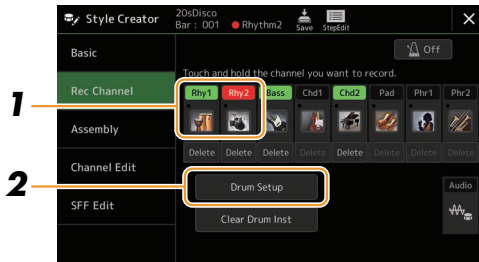 Style Creator
20sDisco
Bar : 001 Rhythm2 Save StepEdit
Basic
Off
Touch and hold the channel you want to record.
1
Rec Channel
Rhy1 Rhy2 Bass Chd1 Chd2 Pad Phr1 Phr2
Assembly
Delete Delete Delete Delete Delete Delete Delete Delete
Channel Edit
2
Drum Setup
Audio
SFF Edit
Clear Drum Inst